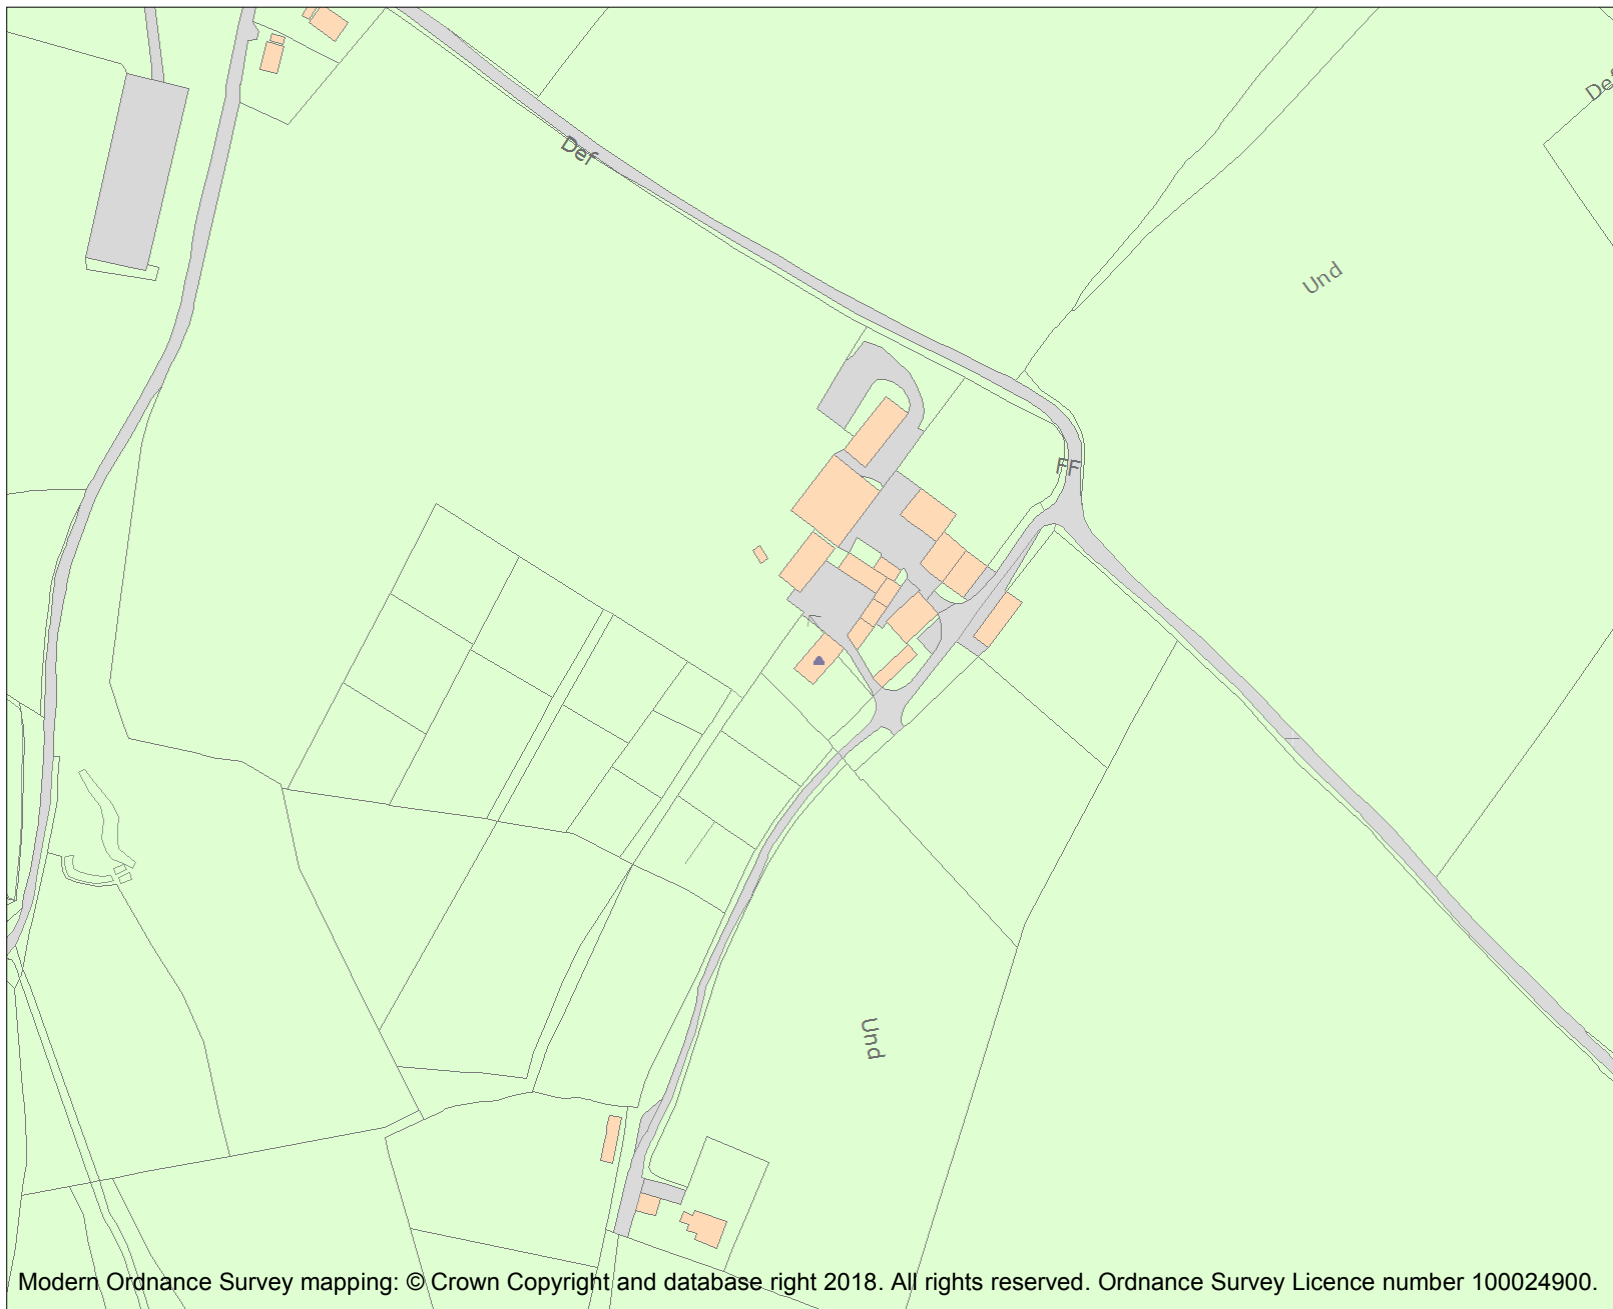 Def
Def
Und
FF
Und
Modern Ordnance Survey mapping: © Crown Copyright and database right 2018. All rights reserved. Ordnance Survey Licence number 100024900.